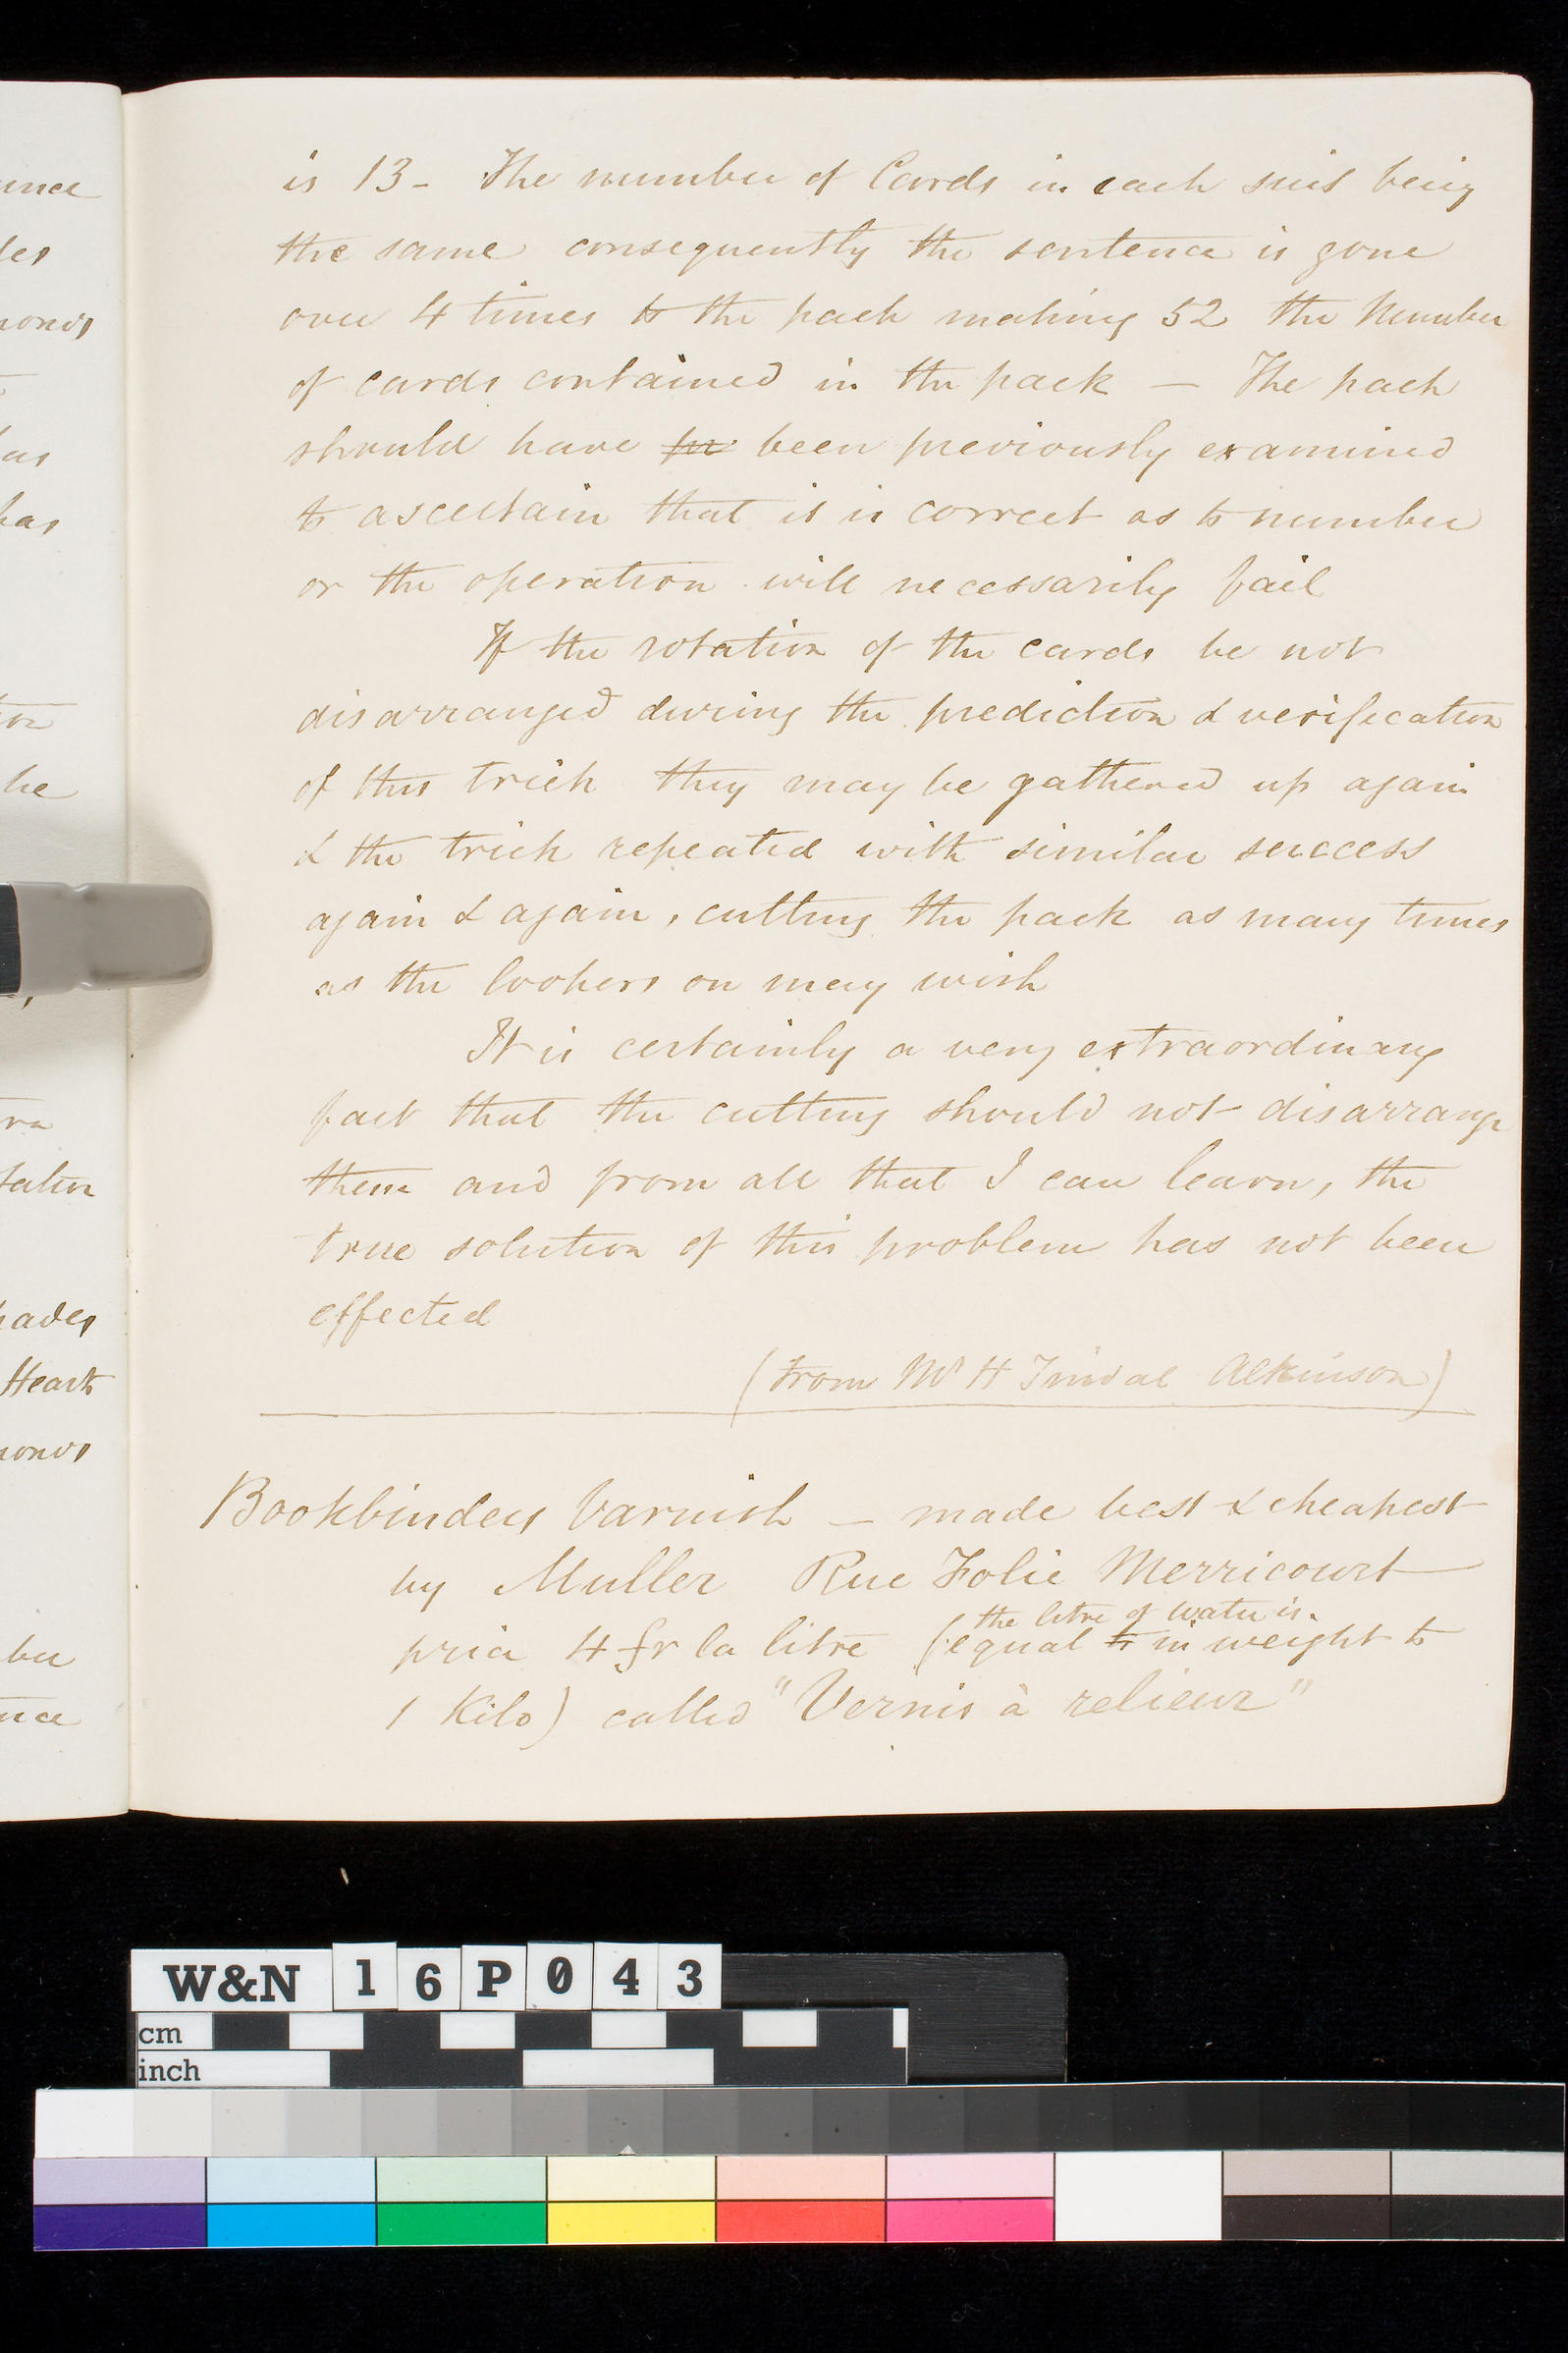 is 13 - The number of Cards in each suit being
the same consequently the sentence is gone
over 4 times to the pack making 52 the Number
of cards contained in the pack — The pack
should have pr been previously examined
to ascertain that it is correct as to number
or the operation will necessarily fail
If the rotation of the cards be not
disarranged during the prediction & verification
of this trick they may be gathered up again
& the trick repeated with similar success
again & again, cutting the pack as many times
as the lookers on may wish
It is certainly a very extraordinary
fact that the cutting should not disarrange
them and from all that I can learn, the
true solution of this problem has not been
effected
(From Mr H Tindal Atkinson)
Bookbinders Varnish — made best & cheapest
by Muller Rue Folie Merricourt
the litre of water is
price 4 fr la litre (equal to in weight to
1 Kilo) called "Vernis à relieur"
des
monds
has
he
Hearts
monds
W&N 16P043
cm
inch